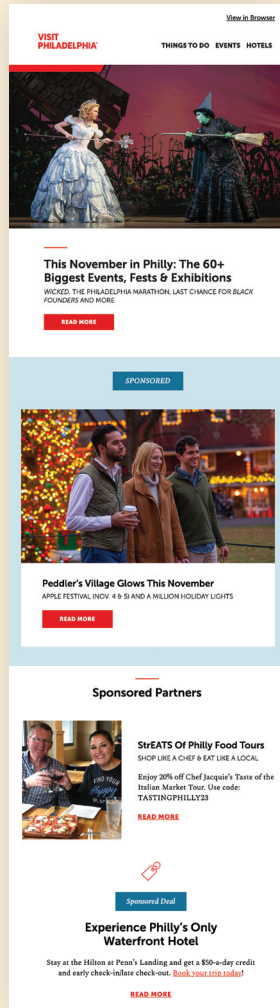 View in Browser
VISIT
PHILADELPHIA®
THINGS TO DO EVENTS HOTELS
This November in Philly: The 60+
Biggest Events, Fests & Exhibitions
WICKED, THE PHILADELPHIA MARATHON, LAST CHANCE FOR BLACK
FOUNDERS AND MORE
READ MORE
SPONSORED
Peddler's Village Glows This November
APPLE FESTIVAL (NOV. 4 & 5) AND A MILLION HOLIDAY LIGHTS
READ MORE
Sponsored Partners
FIND YOUR
Happy
StrEATS Of Philly Food Tours
SHOP LIKE A CHEF & EAT LIKE A LOCAL
Enjoy 20% off Chef Jacquie's Taste of the
Italian Market Tour. Use code:
TASTINGPHILLY23
READ MORE
Sponsored Deal
Experience Philly's Only
Waterfront Hotel
Stay at the Hilton at Penn's Landing and get a $50-a-day credit
and early check-in/late check-out. Book your trip today!
READ MORE